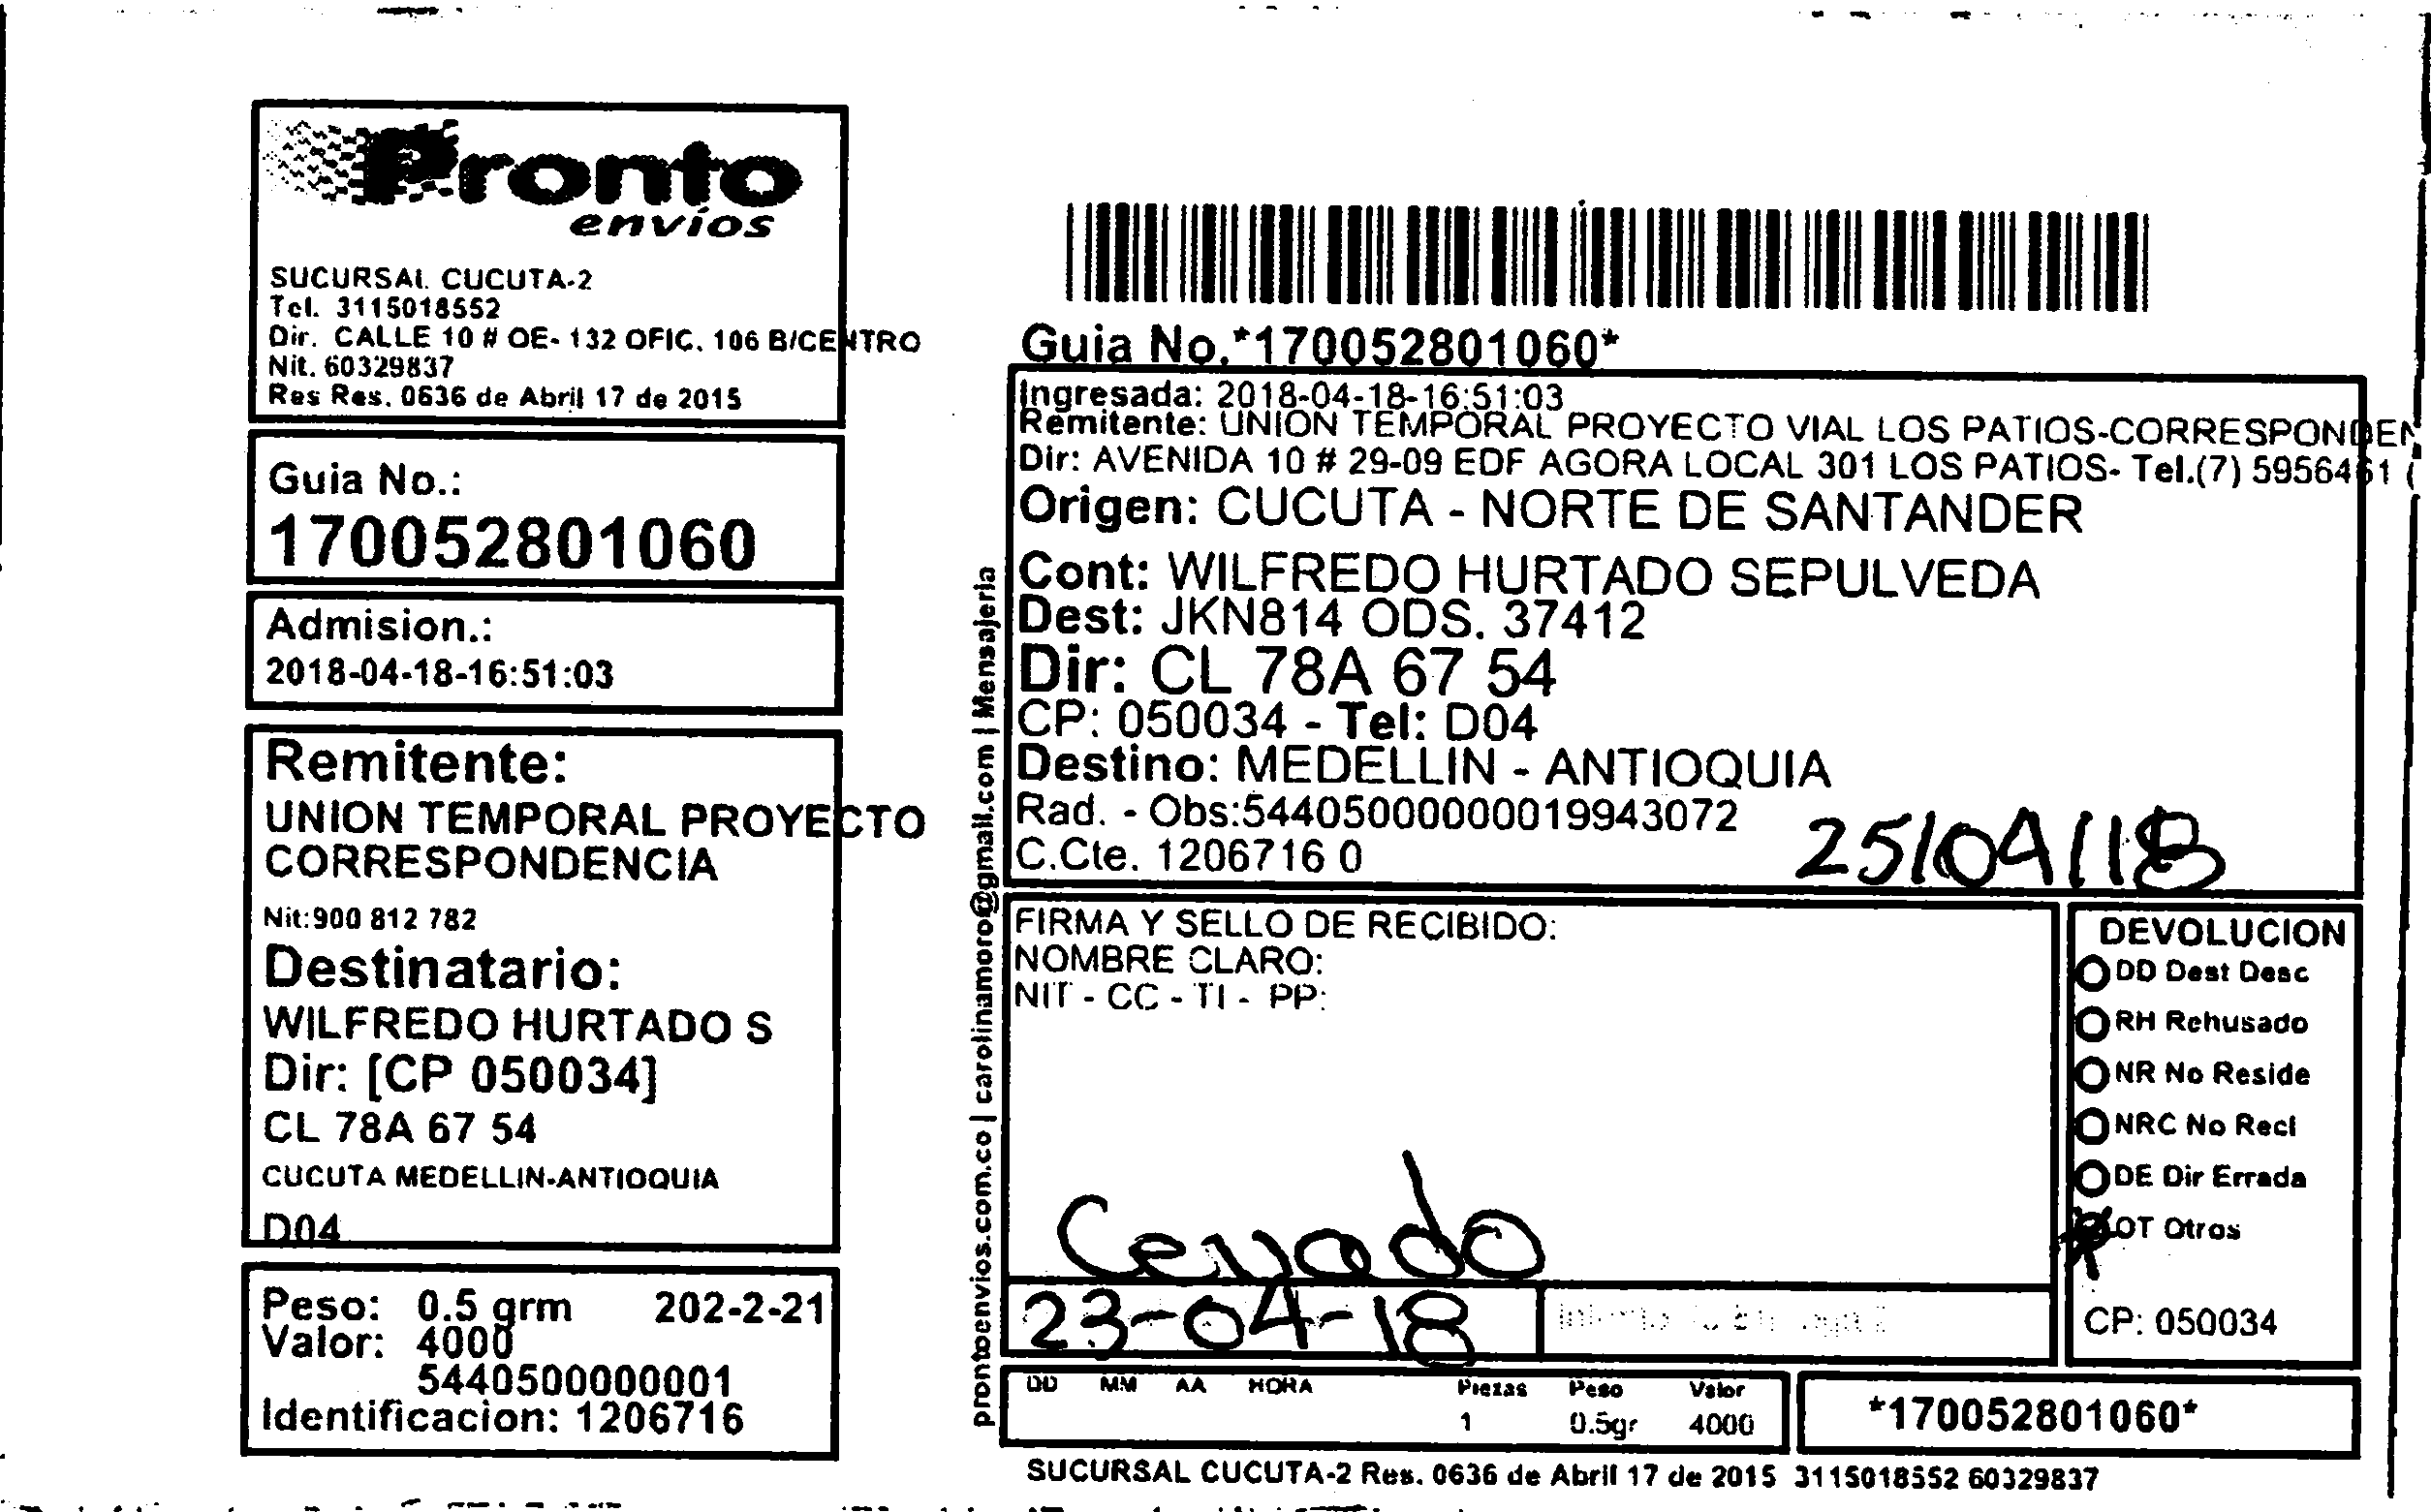 Pronto
envíos
SUCURSAL CUCUTA-2
Tel. 3115018552
Dir. CALLE 10 # OE- 132 OFIC. 106 B/CENTRO
Nit. 60329837
Res Res. 0636 de Abril 17 de 2015
Guia No.:
170052801060
Admision.:
2018-04-18-16:51:03
Remitente:
UNION TEMPORAL PROYECTO
CORRESPONDENCIA
Nit:900 812 782
Destinatario:
WILFREDO HURTADO S
Dir: [CP 050034]
CL 78A 67 54
CUCUTA MEDELLIN-ANTIOQUIA
D04
Peso: 0.5 grm 202-2-21
Valor: 4000
5440500000001
Identificacion: 1206716
prontoenvios.com.co | carolinamoro@gmail.com | Mensajeria
Guia No.*170052801060*
Ingresada: 2018-04-18-16:51:03
Remitente: UNION TEMPORAL PROYECTO VIAL LOS PATIOS-CORRESPONDEN
Dir: AVENIDA 10 # 29-09 EDF AGORA LOCAL 301 LOS PATIOS- Tel.(7) 5956461 (
Origen: CUCUTA - NORTE DE SANTANDER
Cont: WILFREDO HURTADO SEPULVEDA
Dest: JKN814 ODS. 37412
Dir: CL 78A 67 54
CP: 050034 - Tel: D04
Destino: MEDELLIN - ANTIOQUIA
Rad. - Obs:544050000000019943072
C.Cte. 1206716 0
25/04/18
FIRMA Y SELLO DE RECIBIDO:
NOMBRE CLARO:
NIT - CC - TI - PP:
Cerrado
23-04-18
DEVOLUCION
DD Dest Desc
RH Rehusado
NR No Reside
NRC No Recl
DE Dir Errada
OT Otros
CP: 050034
DD MM AA HORA Piezas Peso Valor
1 0.5gr 4000
*170052801060*
SUCURSAL CUCUTA-2 Res. 0636 de Abril 17 de 2015 3115018552 60329837